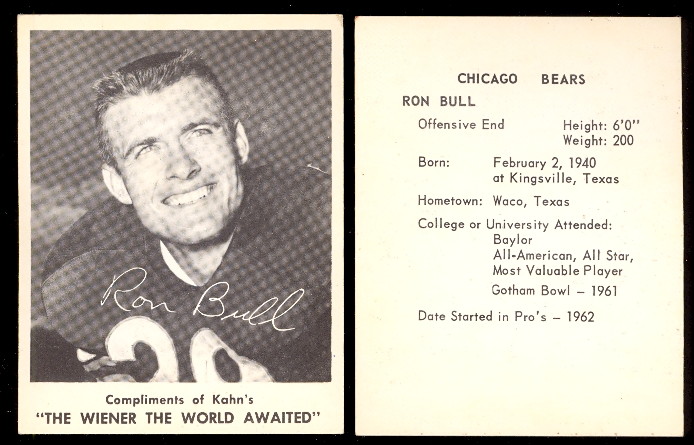 Ron Bull
29
Compliments of Kahn's
"THE WIENER THE WORLD AWAITED"
CHICAGO BEARS
RON BULL
Offensive End Height: 6'0"
Weight: 200
Born: February 2, 1940
at Kingsville, Texas
Hometown: Waco, Texas
College or University Attended:
Baylor
All-American, All Star,
Most Valuable Player
Gotham Bowl - 1961
Date Started in Pro's - 1962